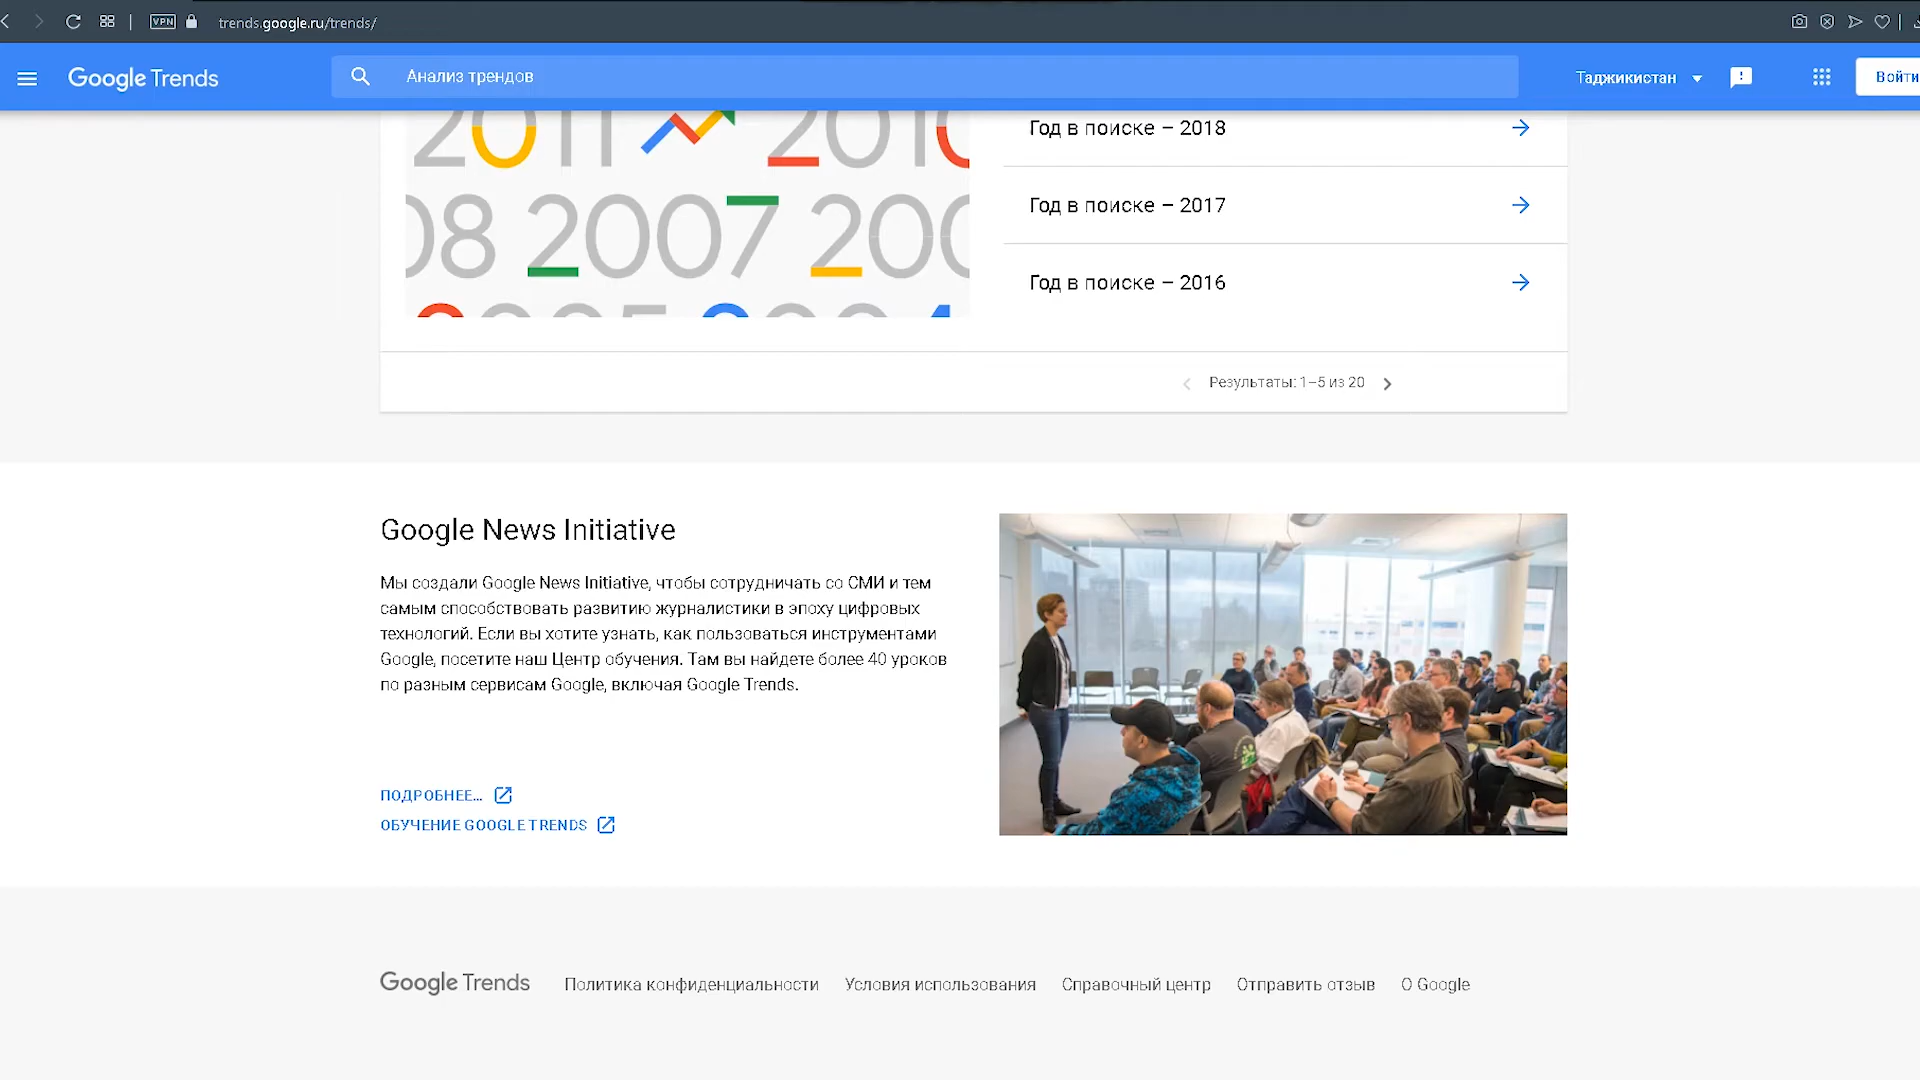 VPN trends.google.ru/trends/
Google Trends
Анализ трендов
Таджикистан
Войти
2011 201
08 2007 200
Год в поиске – 2018
Год в поиске – 2017
Год в поиске – 2016
Результаты: 1–5 из 20
Google News Initiative
Мы создали Google News Initiative, чтобы сотрудничать со СМИ и тем
самым способствовать развитию журналистики в эпоху цифровых
технологий. Если вы хотите узнать, как пользоваться инструментами
Google, посетите наш Центр обучения. Там вы найдете более 40 уроков
по разным сервисам Google, включая Google Trends.
ПОДРОБНЕЕ...
ОБУЧЕНИЕ GOOGLE TRENDS
Google Trends
Политика конфиденциальности
Условия использования
Справочный центр
Отправить отзыв
О Google